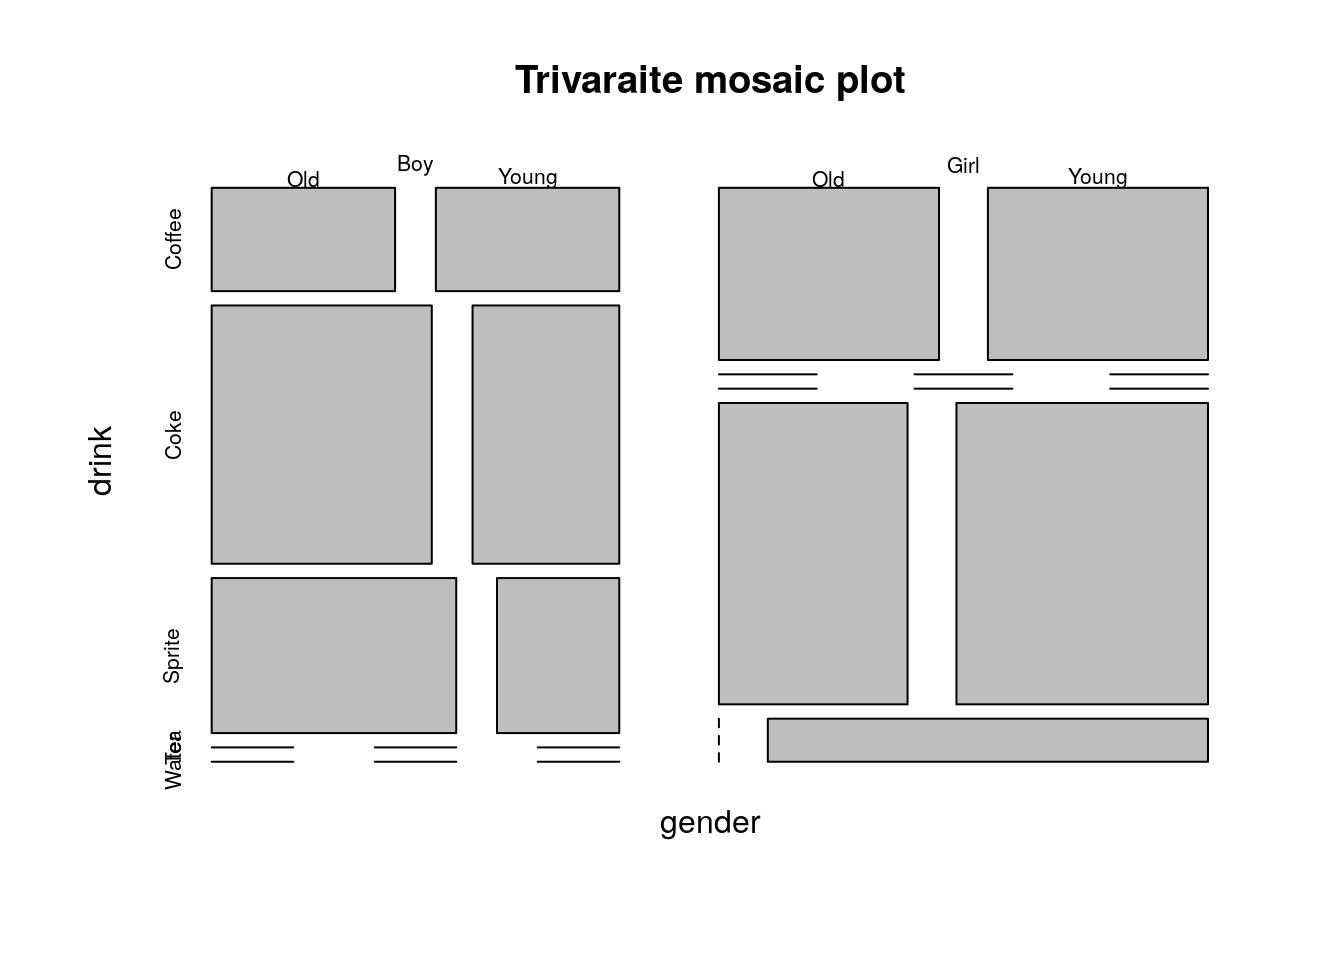 Trivaraite mosaic plot
Boy
Girl
Old
Young
Old
Young
Coffee
Coke
Sprite
Tea
Water
drink
gender